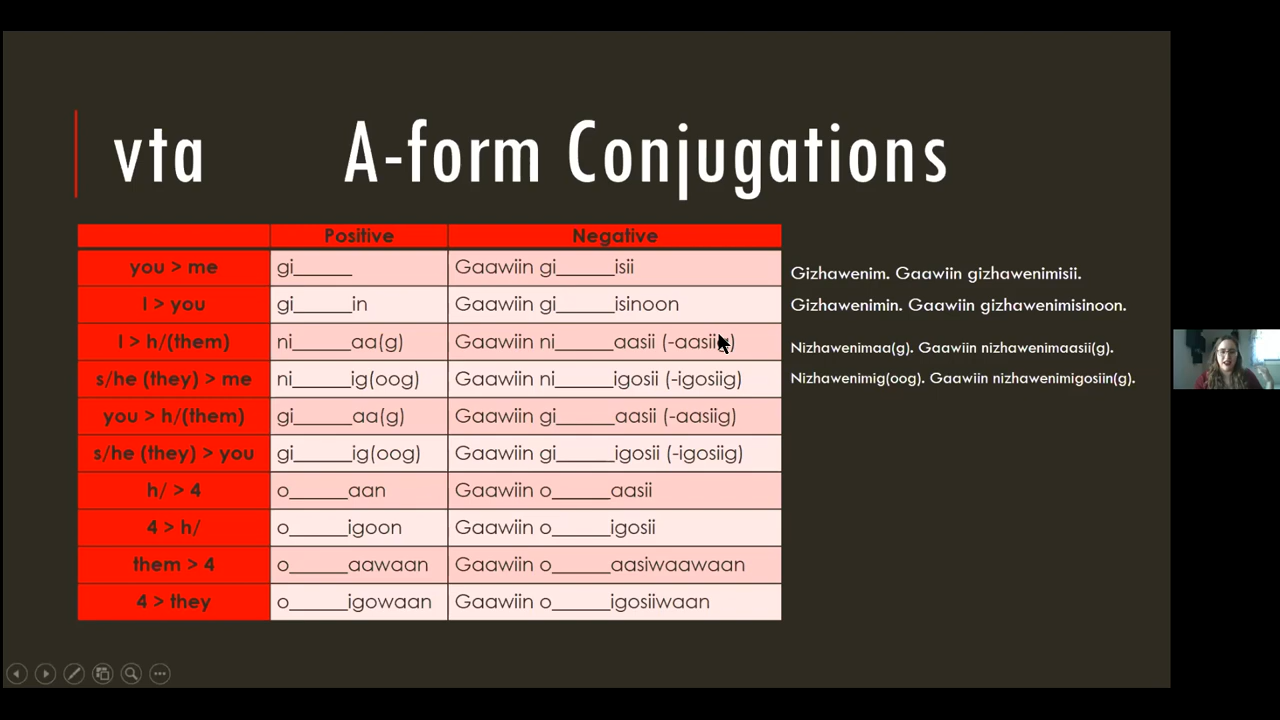 vta A-form Conjugations
Positive Negative
you > me gi______ Gaawiin gi______isii
I > you gi______in Gaawiin gi______isinoon
I > h/(them) ni______aa(g) Gaawiin ni______aasii (-aasiig)
s/he (they) > me ni______ig(oog) Gaawiin ni______igosii (-igosiig)
you > h/(them) gi______aa(g) Gaawiin gi______aasii (-aasiig)
s/he (they) > you gi______ig(oog) Gaawiin gi______igosii (-igosiig)
h/ > 4 o______aan Gaawiin o______aasii
4 > h/ o______igoon Gaawiin o______igosii
them > 4 o______aawaan Gaawiin o______aasiwaawaan
4 > they o______igowaan Gaawiin o______igosiiwaan
Gizhawenim. Gaawiin gizhawenimisii.
Gizhawenimin. Gaawiin gizhawenimisinoon.
Nizhawenimaa(g). Gaawiin nizhawenimaasii(g).
Nizhawenimig(oog). Gaawiin nizhawenimigosiin(g).